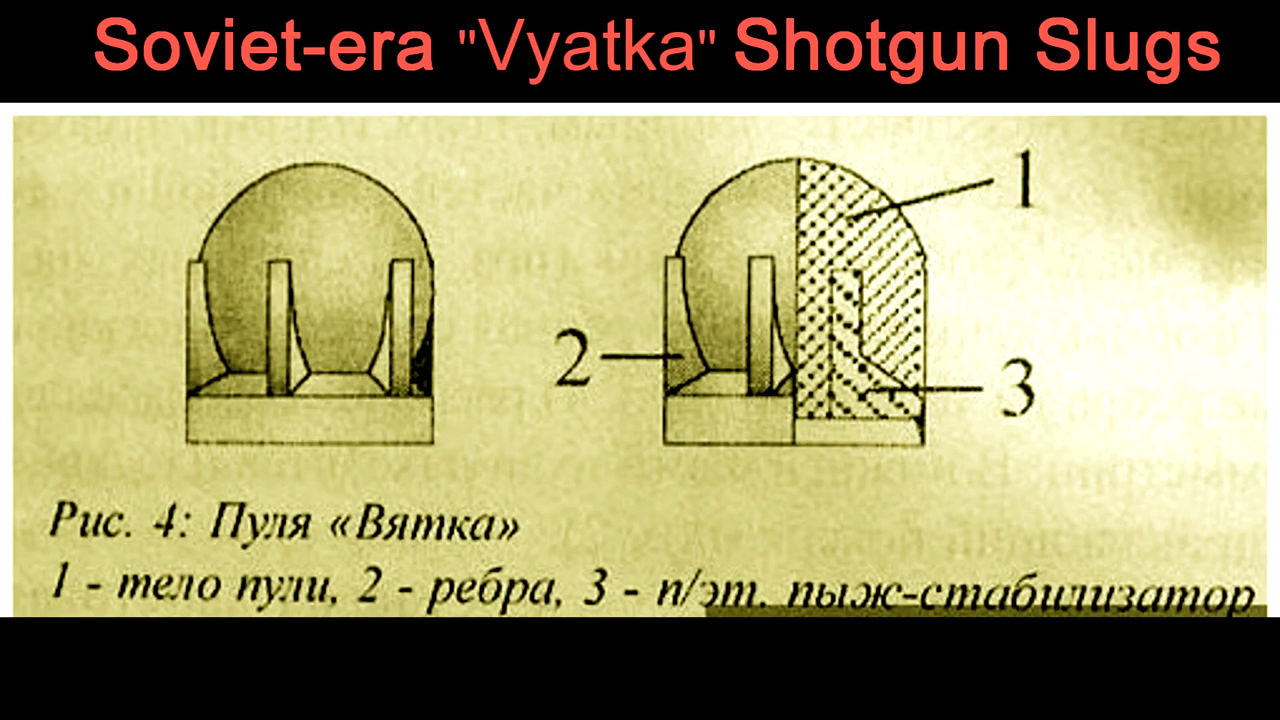 Soviet-era "Vyatka" Shotgun Slugs
1
2
3
Рис. 4: Пуля «Вятка»
1 - тело пули, 2 - ребра, 3 - п/эт. пыж-стабилизатор